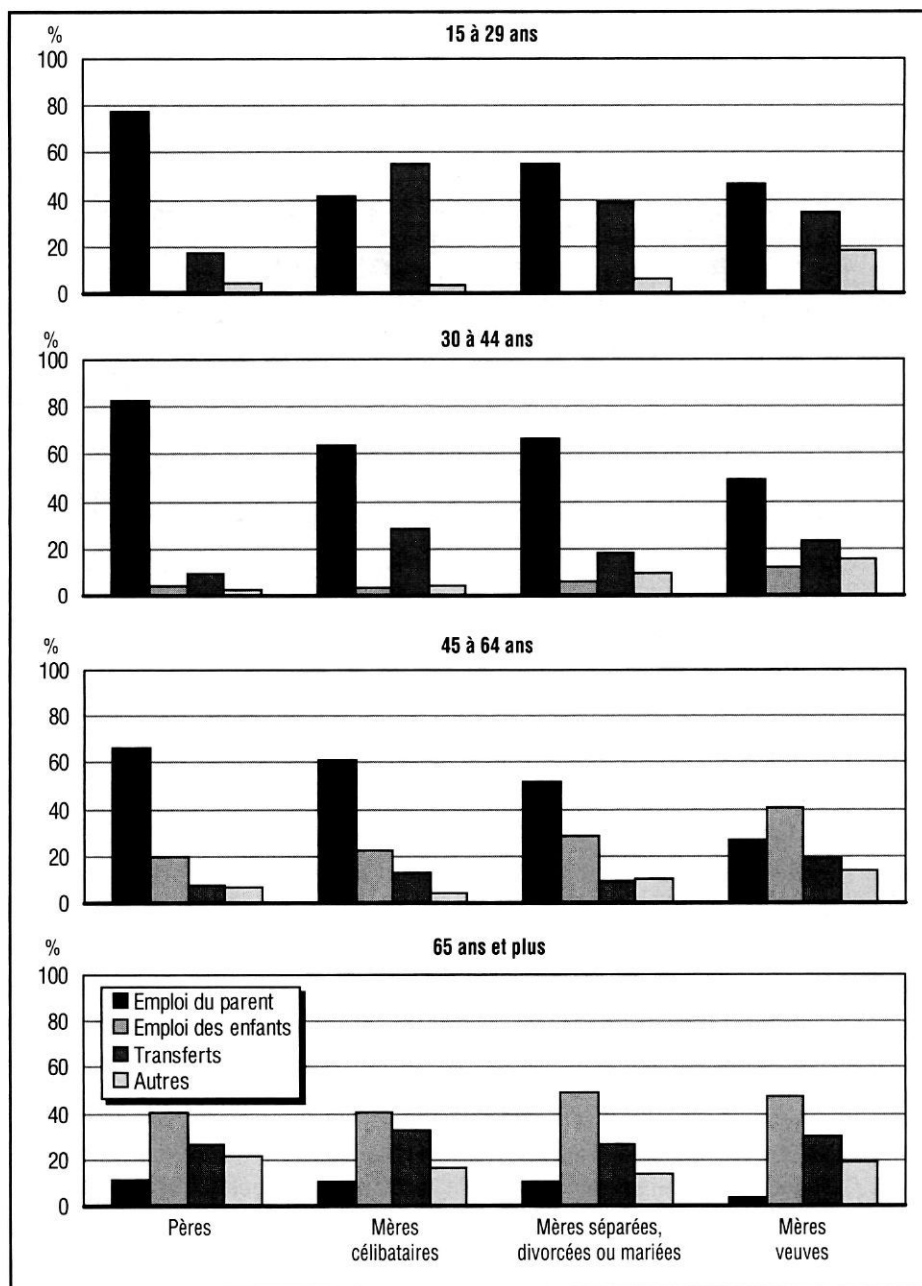 15 à 29 ans
%
100
80
60
40
20
0
30 à 44 ans
%
100
80
60
40
20
0
45 à 64 ans
%
100
80
60
40
20
0
65 ans et plus
%
100
80
60
40
20
0
Emploi du parent
Emploi des enfants
Transferts
Autres
Pères
Mères
célibataires
Mères séparées,
divorcées ou mariées
Mères
veuves